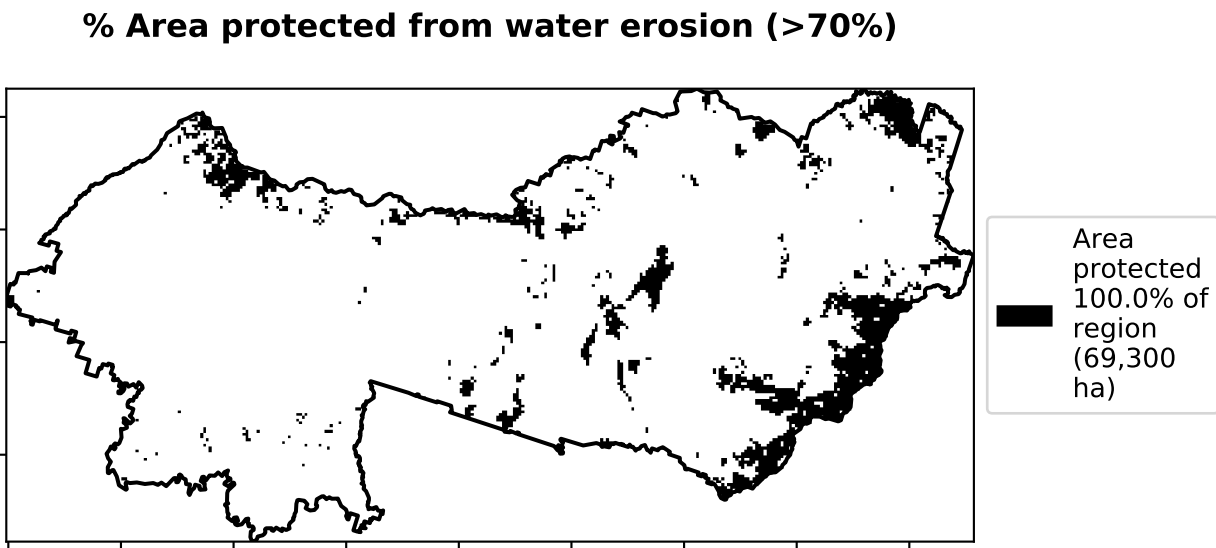 % Area protected from water erosion (>70%)
Area
protected
100.0% of
region
(69,300
ha)